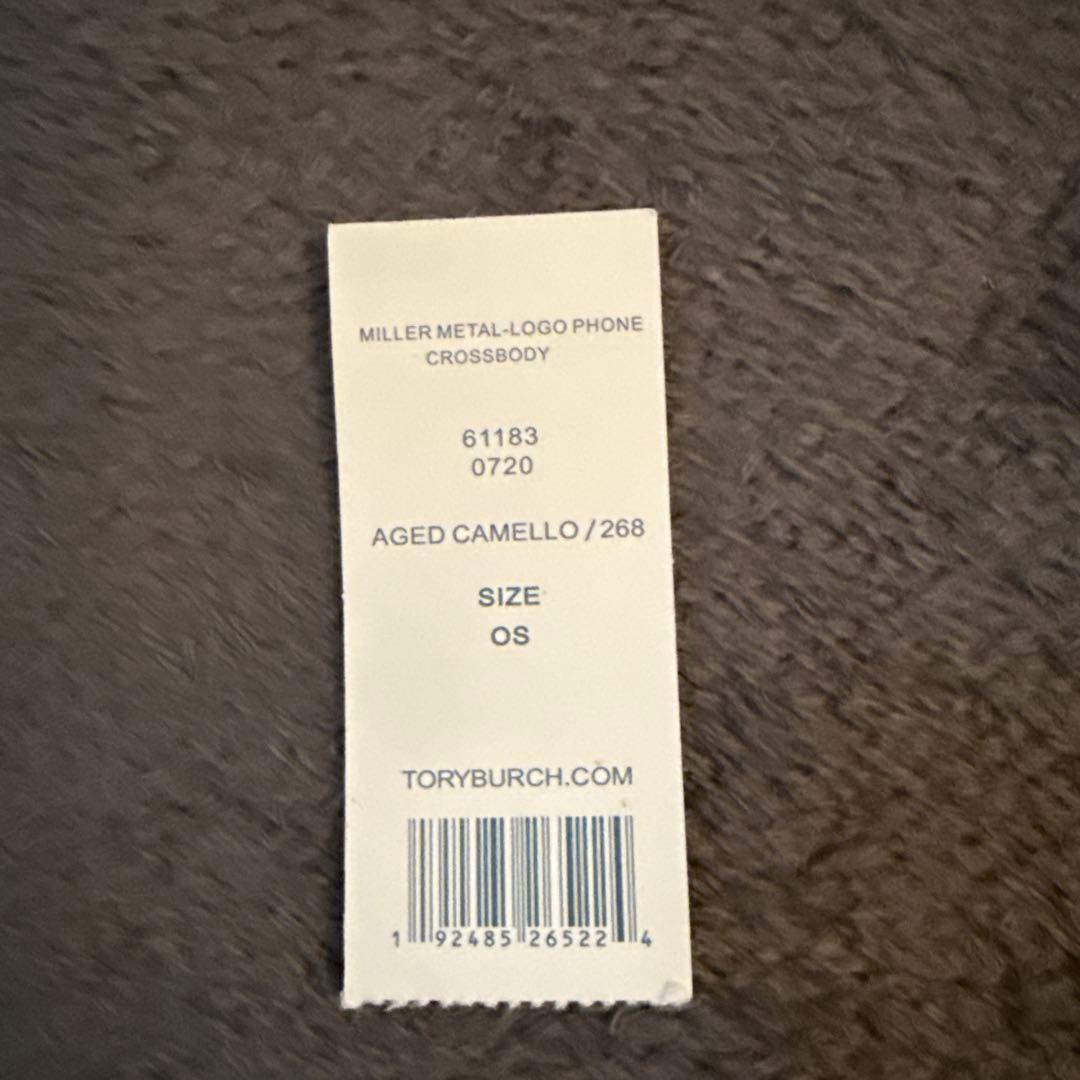 MILLER METAL-LOGO PHONE
CROSSBODY
61183
0720
AGED CAMELLO / 268
SIZE
OS
TORYBURCH.COM
1 92485 26522 4